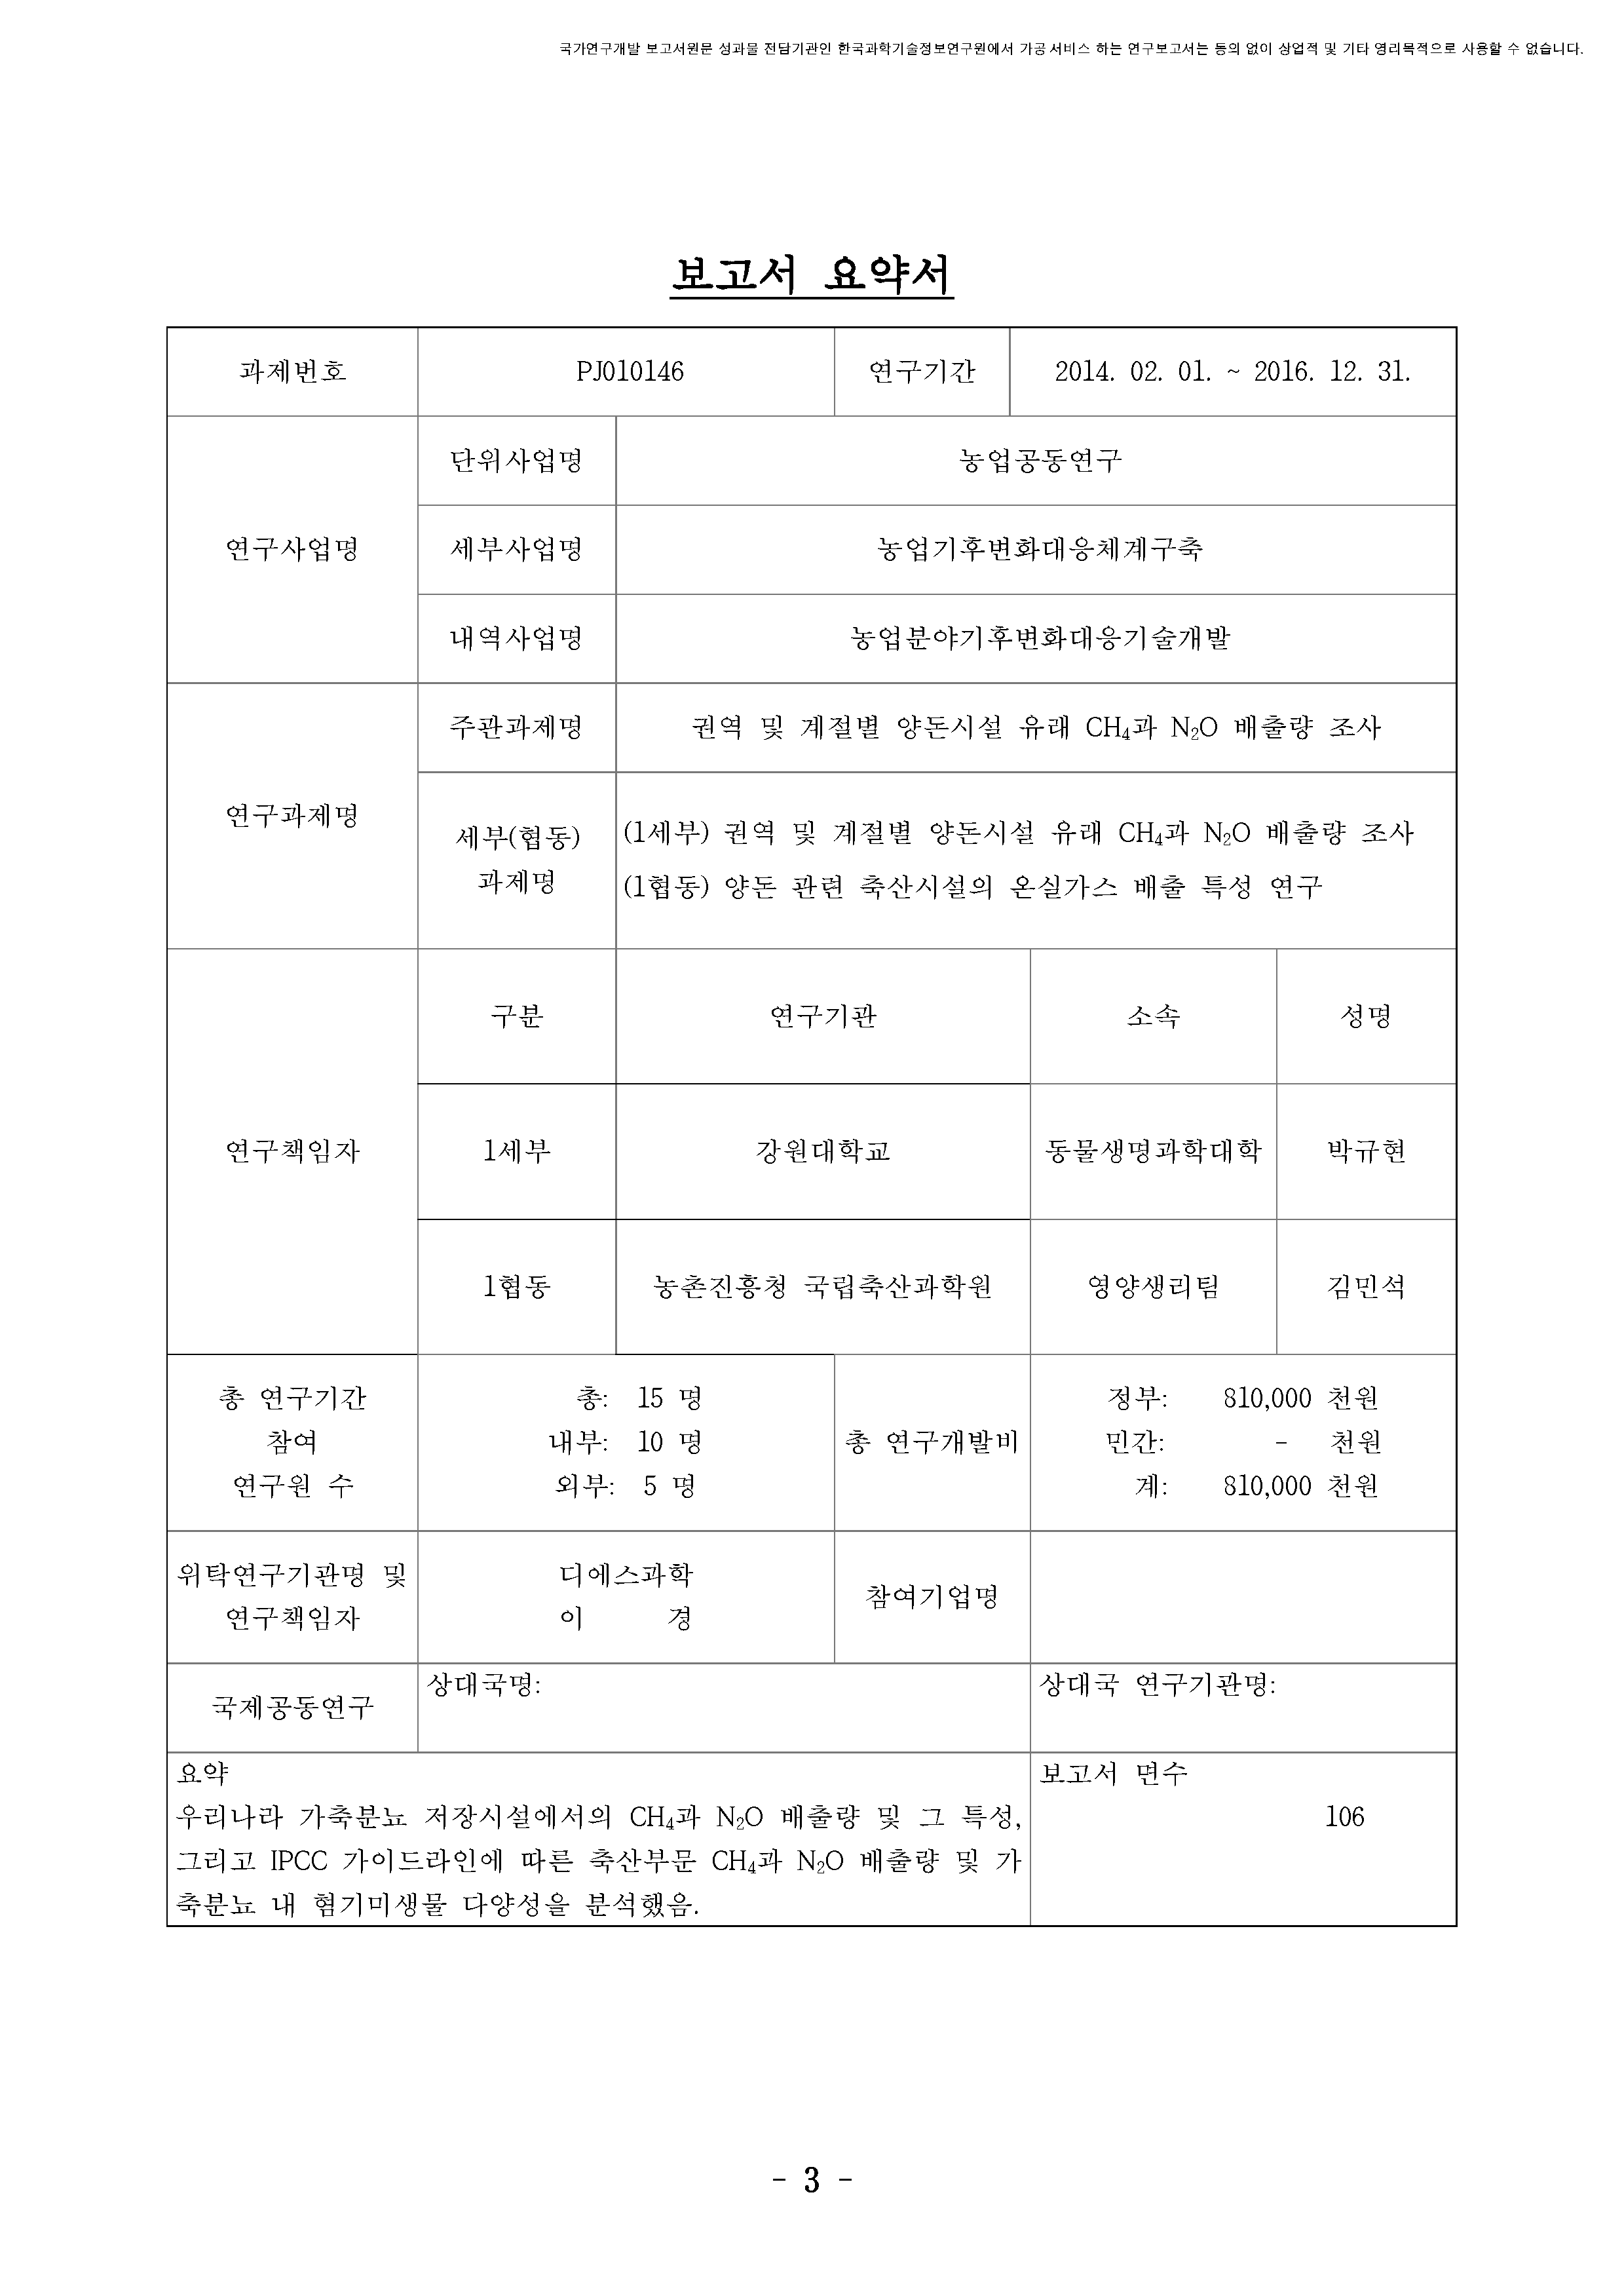 국가연구개발 보고서원문 성과물 전담기관인 한국과학기술정보연구원에서 가공·서비스 하는 연구보고서는 동의 없이 상업적 및 기타 영리목적으로 사용할 수 없습니다.
보고서 요약서
과제번호 PJ010146 연구기간 2014. 02. 01. ~ 2016. 12. 31.
연구사업명
단위사업명 농업공동연구
세부사업명 농업기후변화대응체계구축
내역사업명 농업분야기후변화대응기술개발
연구과제명
주관과제명 권역 및 계절별 양돈시설 유래 CH₄과 N₂O 배출량 조사
세부(협동)
과제명
(1세부) 권역 및 계절별 양돈시설 유래 CH₄과 N₂O 배출량 조사
(1협동) 양돈 관련 축산시설의 온실가스 배출 특성 연구
연구책임자
구분 연구기관 소속 성명
1세부 강원대학교 동물생명과학대학 박규현
1협동 농촌진흥청 국립축산과학원 영양생리팀 김민석
총 연구기간
참여
연구원 수
총: 15 명
내부: 10 명
외부: 5 명
총 연구개발비
정부: 810,000 천원
민간: - 천원
계: 810,000 천원
위탁연구기관명 및
연구책임자
디에스과학
이 경
참여기업명
국제공동연구
상대국명:
상대국 연구기관명:
요약
우리나라 가축분뇨 저장시설에서의 CH₄과 N₂O 배출량 및 그 특성,
그리고 IPCC 가이드라인에 따른 축산부문 CH₄과 N₂O 배출량 및 가
축분뇨 내 혐기미생물 다양성을 분석했음.
보고서 면수
106
- 3 -